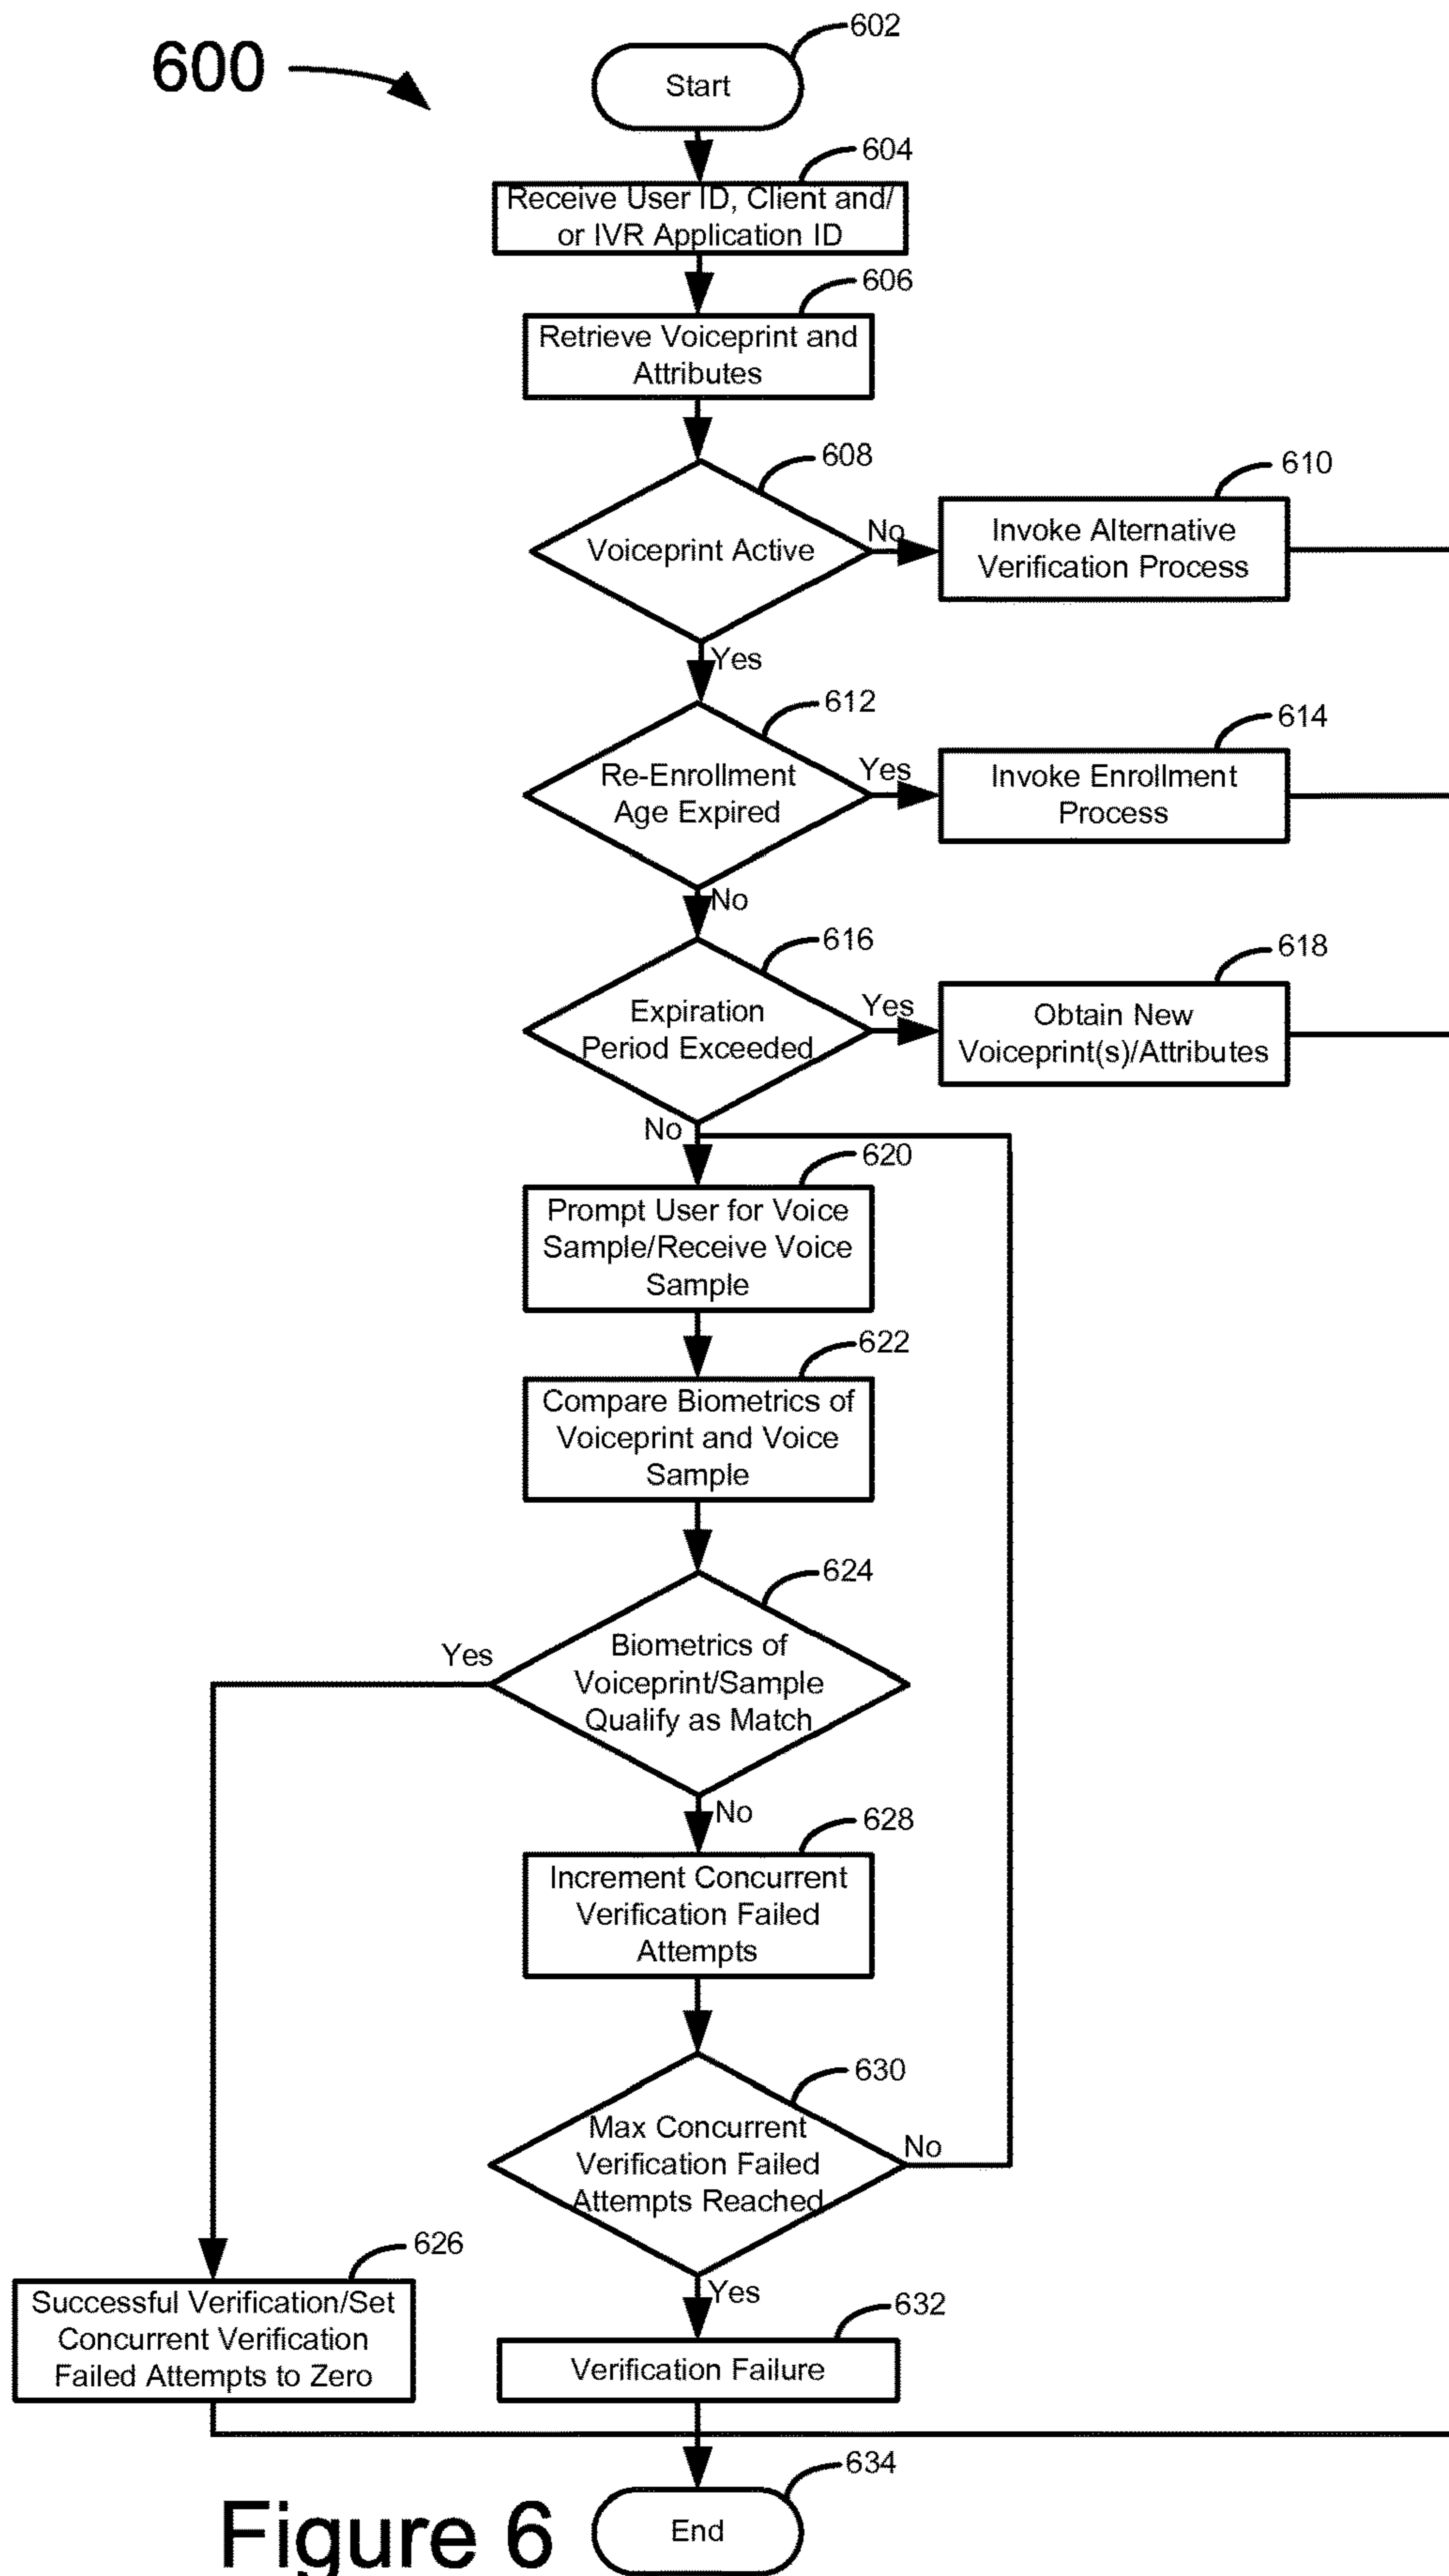 600
602
Start
604
Receive User ID, Client and/
or IVR Application ID
606
Retrieve Voiceprint and
Attributes
608
Voiceprint Active
No
610
Invoke Alternative
Verification Process
Yes
612
Re-Enrollment
Age Expired
Yes
614
Invoke Enrollment
Process
No
616
Expiration
Period Exceeded
Yes
618
Obtain New
Voiceprint(s)/Attributes
No
620
Prompt User for Voice
Sample/Receive Voice
Sample
622
Compare Biometrics of
Voiceprint and Voice
Sample
624
Biometrics of
Voiceprint/Sample
Qualify as Match
Yes
No
628
Increment Concurrent
Verification Failed
Attempts
630
Max Concurrent
Verification Failed
Attempts Reached
No
Yes
626
Successful Verification/Set
Concurrent Verification
Failed Attempts to Zero
632
Verification Failure
634
End
Figure 6